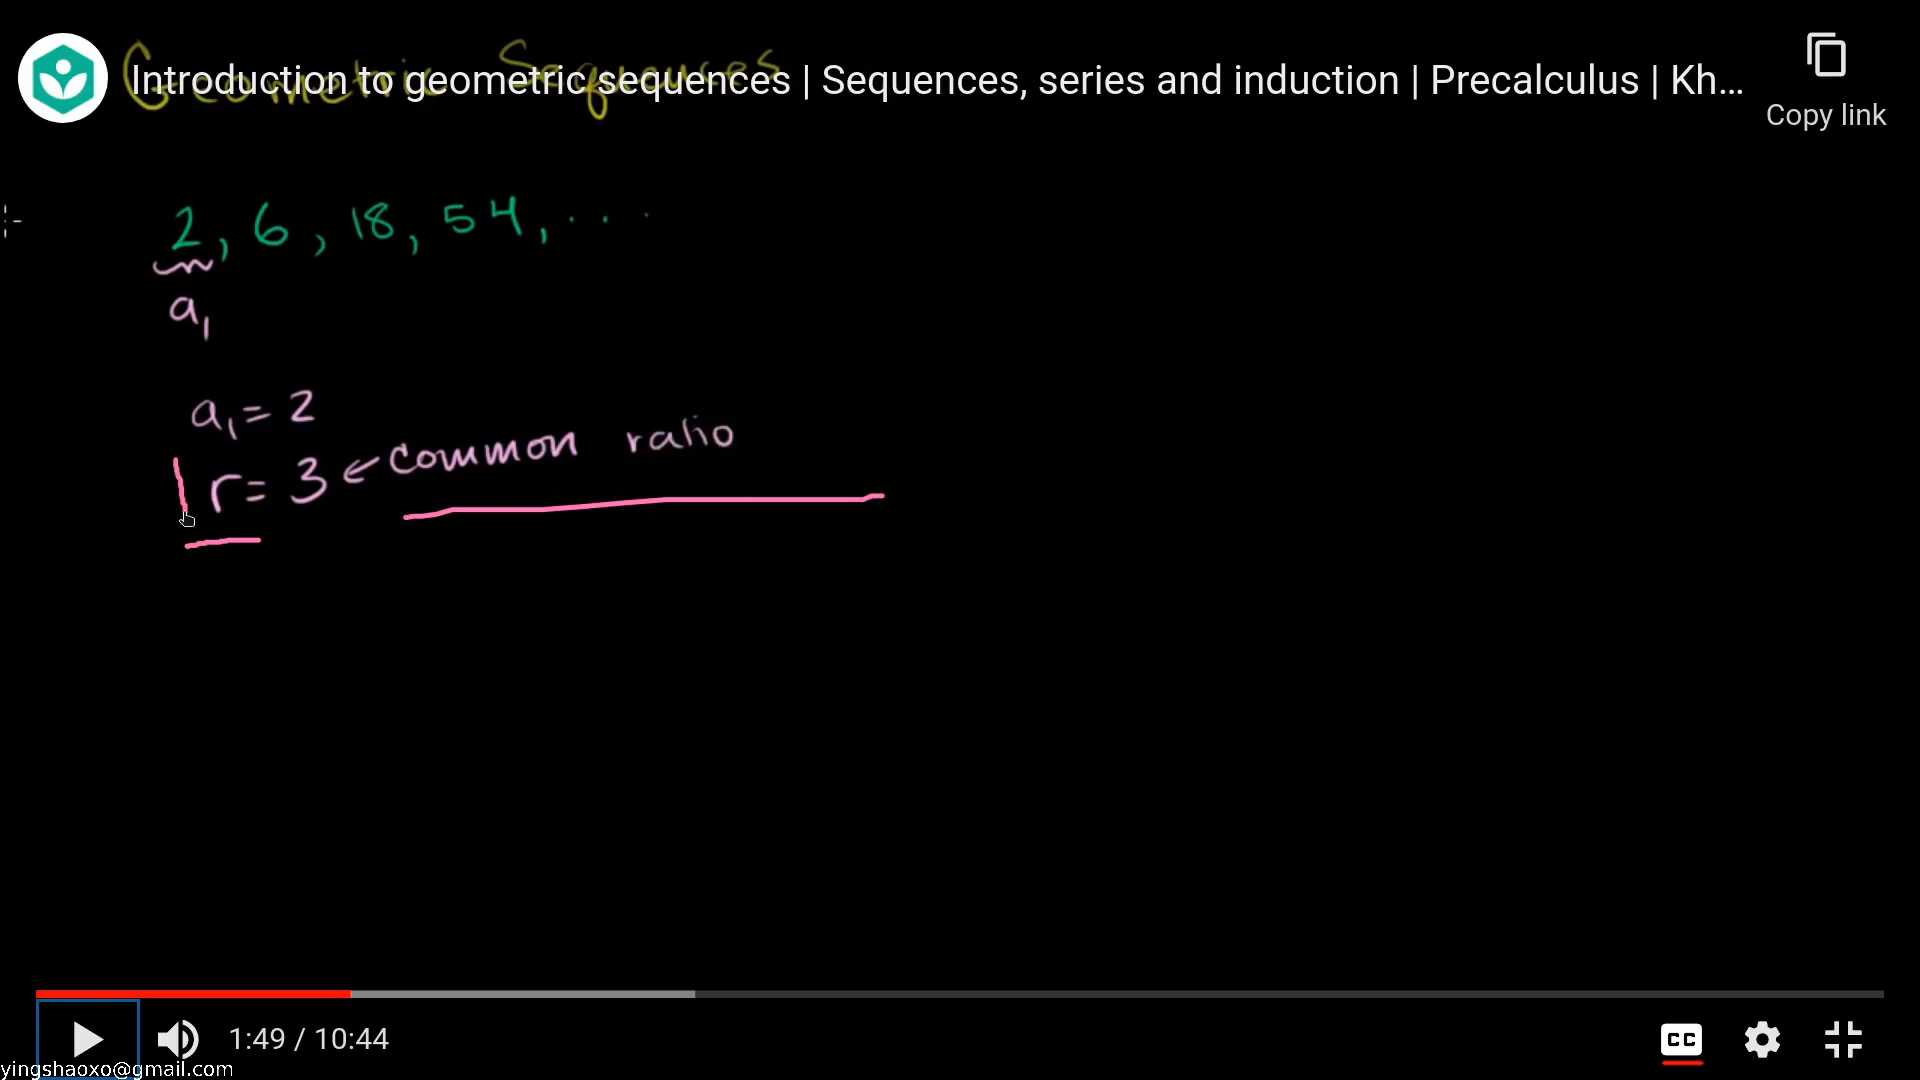 Geometric Sequences
Introduction to geometric sequences | Sequences, series and induction | Precalculus | Kh...
Copy link
2, 6, 18, 54, ...
a₁
a₁ = 2
r = 3 ← common ratio
1:49 / 10:44
CC
yingshaoxo@gmail.com